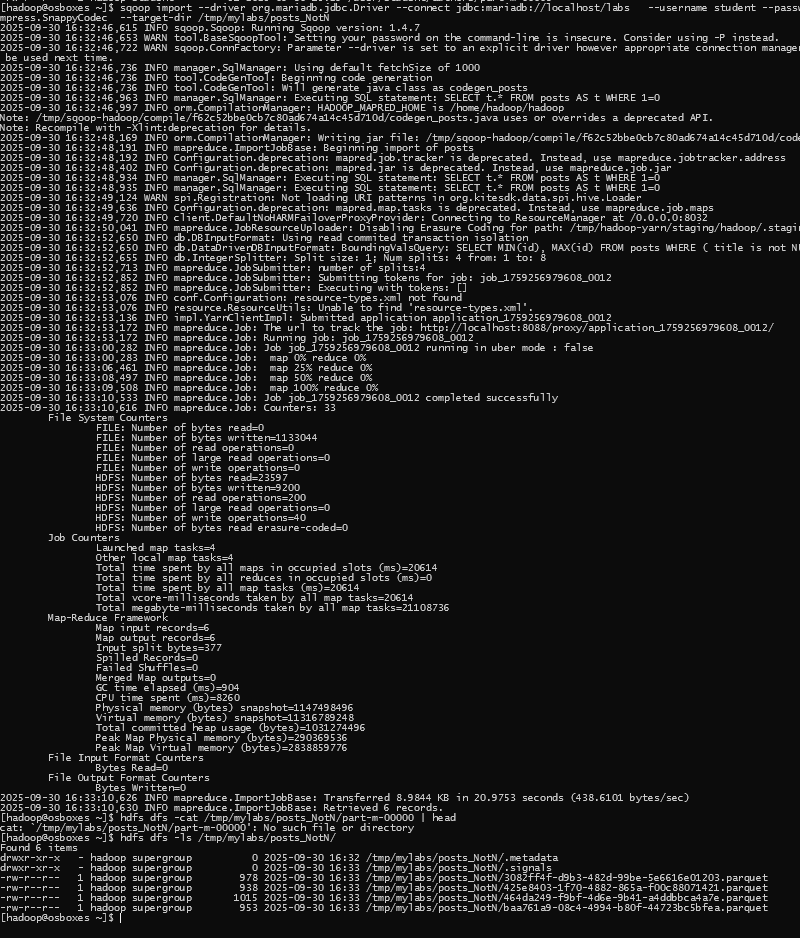 [hadoop@osboxes ~]$ sqoop import --driver org.mariadb.jdbc.Driver --connect jdbc:mariadb://localhost/labs   --username student --passw
mpress.SnappyCodec  --target-dir /tmp/mylabs/posts_NotN
2025-09-30 16:32:46,615 INFO sqoop.Sqoop: Running Sqoop version: 1.4.7
2025-09-30 16:32:46,653 WARN tool.BaseSqoopTool: Setting your password on the command-line is insecure. Consider using -P instead.
2025-09-30 16:32:46,722 WARN sqoop.ConnFactory: Parameter --driver is set to an explicit driver however appropriate connection manage
 be used next time.
2025-09-30 16:32:46,736 INFO manager.SqlManager: Using default fetchSize of 1000
2025-09-30 16:32:46,736 INFO tool.CodeGenTool: Beginning code generation
2025-09-30 16:32:46,736 INFO tool.CodeGenTool: Will generate java class as codegen_posts
2025-09-30 16:32:46,963 INFO manager.SqlManager: Executing SQL statement: SELECT t.* FROM posts AS t WHERE 1=0
2025-09-30 16:32:46,997 INFO orm.CompilationManager: HADOOP_MAPRED_HOME is /home/hadoop/hadoop
Note: /tmp/sqoop-hadoop/compile/f62c52bbe0cb7c80ad674a14c45d710d/codegen_posts.java uses or overrides a deprecated API.
Note: Recompile with -Xlint:deprecation for details.
2025-09-30 16:32:48,169 INFO orm.CompilationManager: Writing jar file: /tmp/sqoop-hadoop/compile/f62c52bbe0cb7c80ad674a14c45d710d/code
2025-09-30 16:32:48,191 INFO mapreduce.ImportJobBase: Beginning import of posts
2025-09-30 16:32:48,192 INFO Configuration.deprecation: mapred.job.tracker is deprecated. Instead, use mapreduce.jobtracker.address
2025-09-30 16:32:48,402 INFO Configuration.deprecation: mapred.jar is deprecated. Instead, use mapreduce.job.jar
2025-09-30 16:32:48,934 INFO manager.SqlManager: Executing SQL statement: SELECT t.* FROM posts AS t WHERE 1=0
2025-09-30 16:32:48,935 INFO manager.SqlManager: Executing SQL statement: SELECT t.* FROM posts AS t WHERE 1=0
2025-09-30 16:32:49,124 WARN spi.Registration: Not loading URI patterns in org.kitesdk.data.spi.hive.Loader
2025-09-30 16:32:49,636 INFO Configuration.deprecation: mapred.map.tasks is deprecated. Instead, use mapreduce.job.maps
2025-09-30 16:32:49,720 INFO client.DefaultNoHARMFailoverProxyProvider: Connecting to ResourceManager at /0.0.0.0:8032
2025-09-30 16:32:50,041 INFO mapreduce.JobResourceUploader: Disabling Erasure Coding for path: /tmp/hadoop-yarn/staging/hadoop/.stagin
2025-09-30 16:32:52,650 INFO db.DBInputFormat: Using read commited transaction isolation
2025-09-30 16:32:52,650 INFO db.DataDrivenDBInputFormat: BoundingValsQuery: SELECT MIN(id), MAX(id) FROM posts WHERE ( title is not NU
2025-09-30 16:32:52,655 INFO db.IntegerSplitter: Split size: 1; Num splits: 4 from: 1 to: 8
2025-09-30 16:32:52,713 INFO mapreduce.JobSubmitter: number of splits:4
2025-09-30 16:32:52,852 INFO mapreduce.JobSubmitter: Submitting tokens for job: job_1759256979608_0012
2025-09-30 16:32:52,852 INFO mapreduce.JobSubmitter: Executing with tokens: []
2025-09-30 16:32:53,076 INFO conf.Configuration: resource-types.xml not found
2025-09-30 16:32:53,076 INFO resource.ResourceUtils: Unable to find 'resource-types.xml'.
2025-09-30 16:32:53,136 INFO impl.YarnClientImpl: Submitted application application_1759256979608_0012
2025-09-30 16:32:53,172 INFO mapreduce.Job: The url to track the job: http://localhost:8088/proxy/application_1759256979608_0012/
2025-09-30 16:32:53,172 INFO mapreduce.Job: Running job: job_1759256979608_0012
2025-09-30 16:33:00,282 INFO mapreduce.Job: Job job_1759256979608_0012 running in uber mode : false
2025-09-30 16:33:00,283 INFO mapreduce.Job:  map 0% reduce 0%
2025-09-30 16:33:06,461 INFO mapreduce.Job:  map 25% reduce 0%
2025-09-30 16:33:08,497 INFO mapreduce.Job:  map 50% reduce 0%
2025-09-30 16:33:09,508 INFO mapreduce.Job:  map 100% reduce 0%
2025-09-30 16:33:10,533 INFO mapreduce.Job: Job job_1759256979608_0012 completed successfully
2025-09-30 16:33:10,616 INFO mapreduce.Job: Counters: 33
File System Counters
FILE: Number of bytes read=0
FILE: Number of bytes written=1133044
FILE: Number of read operations=0
FILE: Number of large read operations=0
FILE: Number of write operations=0
HDFS: Number of bytes read=23597
HDFS: Number of bytes written=9200
HDFS: Number of read operations=200
HDFS: Number of large read operations=0
HDFS: Number of write operations=40
HDFS: Number of bytes read erasure-coded=0
Job Counters
Launched map tasks=4
Other local map tasks=4
Total time spent by all maps in occupied slots (ms)=20614
Total time spent by all reduces in occupied slots (ms)=0
Total time spent by all map tasks (ms)=20614
Total vcore-milliseconds taken by all map tasks=20614
Total megabyte-milliseconds taken by all map tasks=21108736
Map-Reduce Framework
Map input records=6
Map output records=6
Input split bytes=377
Spilled Records=0
Failed Shuffles=0
Merged Map outputs=0
GC time elapsed (ms)=904
CPU time spent (ms)=8260
Physical memory (bytes) snapshot=1147498496
Virtual memory (bytes) snapshot=11316789248
Total committed heap usage (bytes)=1031274496
Peak Map Physical memory (bytes)=290369536
Peak Map Virtual memory (bytes)=2838859776
File Input Format Counters
Bytes Read=0
File Output Format Counters
Bytes Written=0
2025-09-30 16:33:10,626 INFO mapreduce.ImportJobBase: Transferred 8.9844 KB in 20.9753 seconds (438.6101 bytes/sec)
2025-09-30 16:33:10,630 INFO mapreduce.ImportJobBase: Retrieved 6 records.
[hadoop@osboxes ~]$ hdfs dfs -cat /tmp/mylabs/posts_NotN/part-m-00000 | head
cat: `/tmp/mylabs/posts_NotN/part-m-00000': No such file or directory
[hadoop@osboxes ~]$ hdfs dfs -ls /tmp/mylabs/posts_NotN/
Found 6 items
drwxr-xr-x   - hadoop supergroup          0 2025-09-30 16:32 /tmp/mylabs/posts_NotN/.metadata
drwxr-xr-x   - hadoop supergroup          0 2025-09-30 16:33 /tmp/mylabs/posts_NotN/.signals
-rw-r--r--   1 hadoop supergroup        978 2025-09-30 16:33 /tmp/mylabs/posts_NotN/3082ff4f-d9b3-482d-99be-5e6616e01203.parquet
-rw-r--r--   1 hadoop supergroup        938 2025-09-30 16:33 /tmp/mylabs/posts_NotN/425e8403-1f70-4882-865a-f00c88071421.parquet
-rw-r--r--   1 hadoop supergroup       1015 2025-09-30 16:33 /tmp/mylabs/posts_NotN/464da249-f9bf-4d6e-9b41-a4ddbbca4a7e.parquet
-rw-r--r--   1 hadoop supergroup        953 2025-09-30 16:33 /tmp/mylabs/posts_NotN/baa761a9-08c4-4994-b80f-44723bc5bfea.parquet
[hadoop@osboxes ~]$